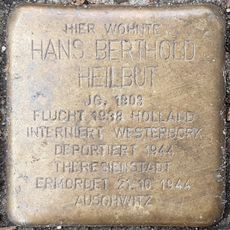 HIER WOHNTE
HANS BERTHOLD
HEILBUT
JG. 1903
FLUCHT 1938 HOLLAND
INTERNIERT WESTERBORK
DEPORTIERT 1944
THERESIENSTADT
ERMORDET 21.10.1944
AUSCHWITZ